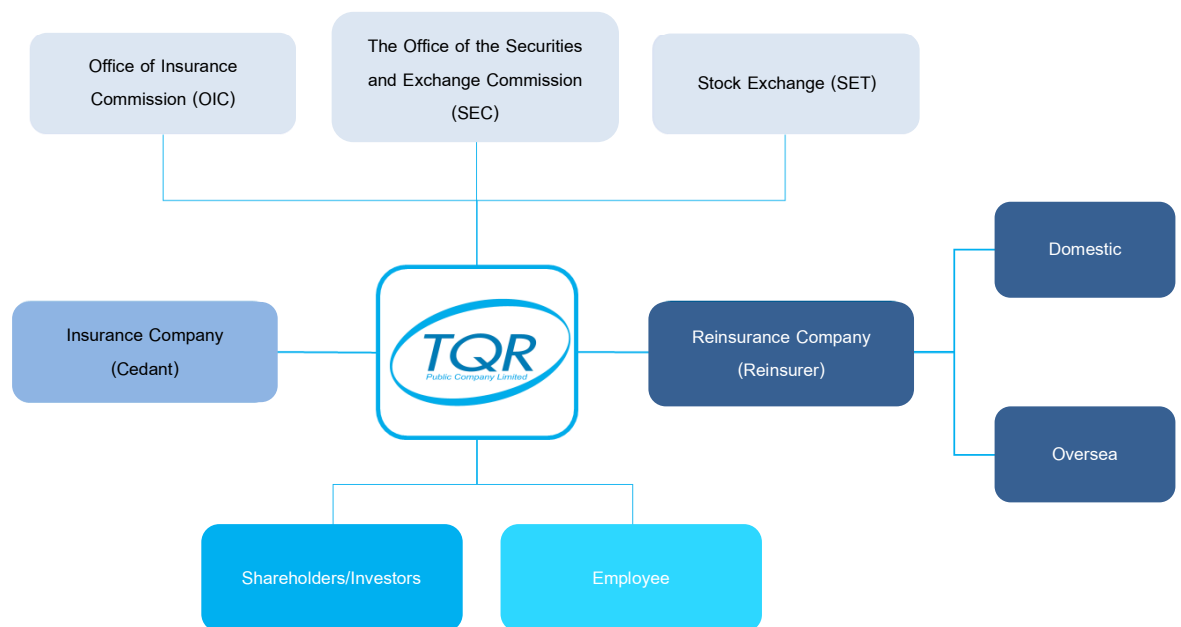 Office of Insurance
Commission (OIC)
The Office of the Securities
and Exchange Commission
(SEC)
Stock Exchange (SET)
Domestic
Insurance Company
(Cedant)
TQR
Public Company Limited
Reinsurance Company
(Reinsurer)
Oversea
Shareholders/Investors
Employee